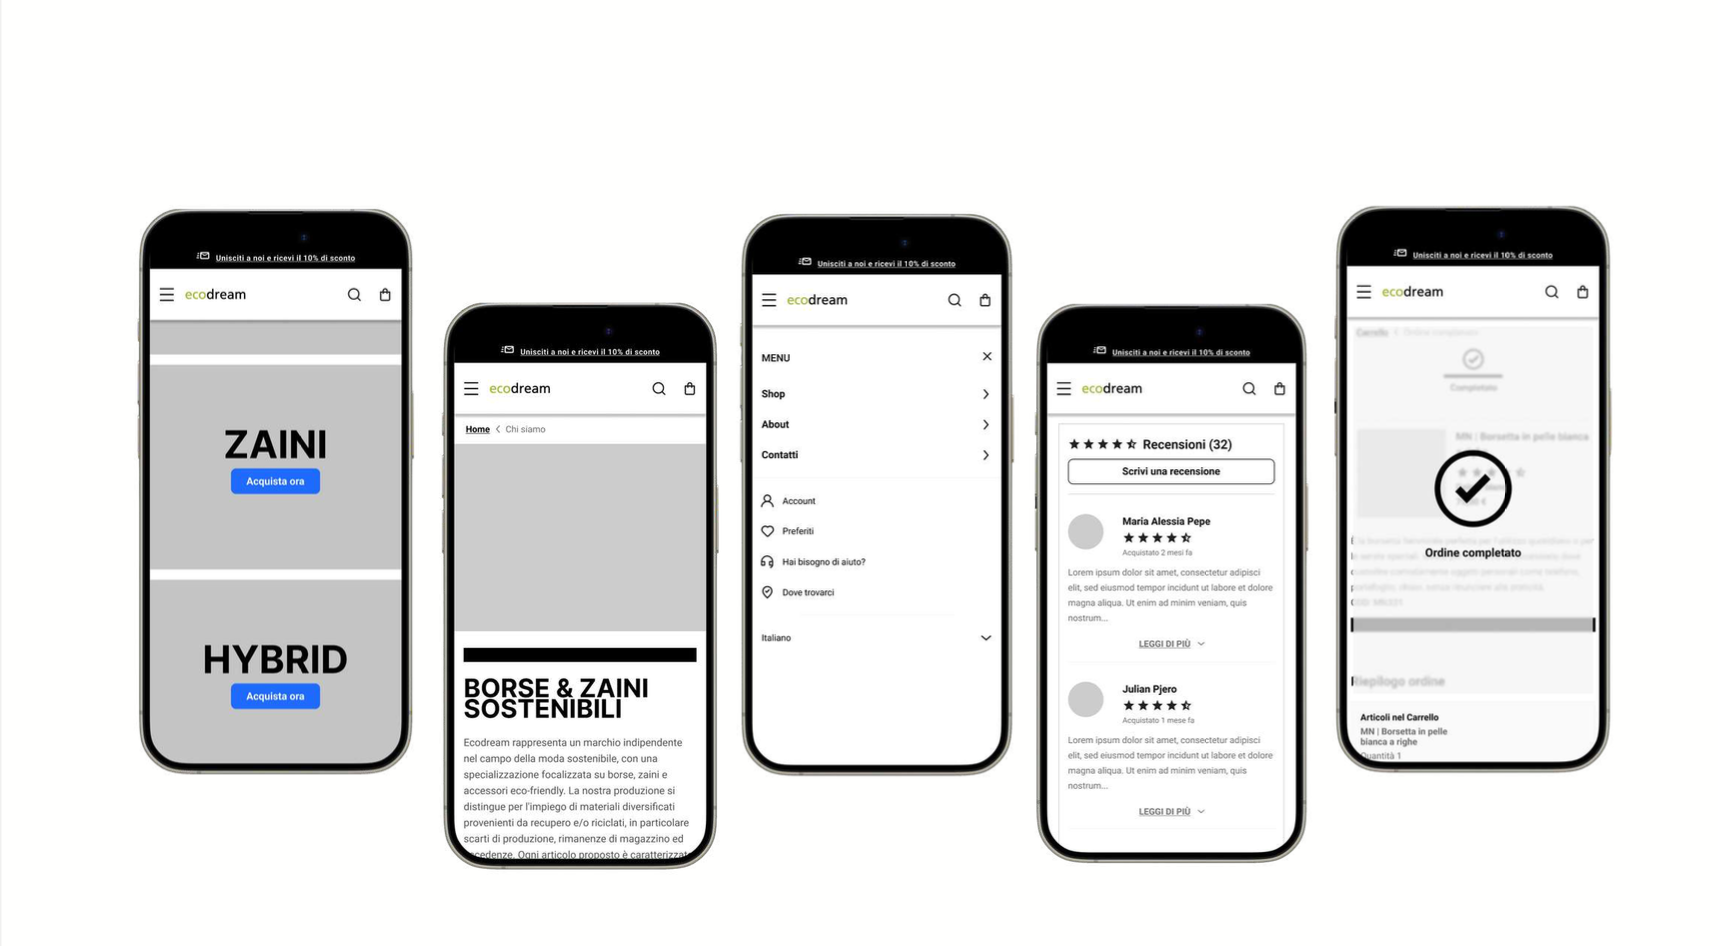 Unisciti a noi e ricevi il 10% di sconto
ecodream
ZAINI
Acquista ora
HYBRID
Acquista ora
Unisciti a noi e ricevi il 10% di sconto
ecodream
Home < Chi siamo
BORSE & ZAINI
SOSTENIBILI
Ecodream rappresenta un marchio indipendente
nel campo della moda sostenibile, con una
specializzazione focalizzata su borse, zaini e
accessori eco-friendly. La nostra produzione si
distingue per l'impiego di materiali diversificati
provenienti da recupero e/o riciclati, in particolare
scarti di produzione, rimanenze di magazzino ed
Ogni articolo proposto è
Unisciti a noi e ricevi il 10% di sconto
ecodream
MENU
Shop
About
Contatti
Account
Preferiti
Hai bisogno di aiuto?
Dove trovarci
Italiano
Unisciti a noi e ricevi il 10% di sconto
ecodream
Recensioni (32)
Scrivi una recensione
Maria Alessia Pepe
Acquistato 2 mesi fa
Lorem ipsum dolor sit amet, consectetur adipisci
elit, sed eiusmod tempor incidunt ut labore et dolore
magna aliqua. Ut enim ad minim veniam, quis
nostrum...
LEGGI DI PIÙ
Julian Pjero
Acquistato 1 mese fa
Lorem ipsum dolor sit amet, consectetur adipisci
elit, sed eiusmod tempor incidunt ut labore et dolore
magna aliqua. Ut enim ad minim veniam, quis
nostrum...
LEGGI DI PIÙ
Unisciti a noi e ricevi il 10% di sconto
ecodream
Carrello < Ordine completato
Completato
MN | Borsetta in pelle bianca
Ordine completato
Riepilogo ordine
Articoli nel Carrello
MN | Borsetta in pelle
bianca a righe
Quantità 1